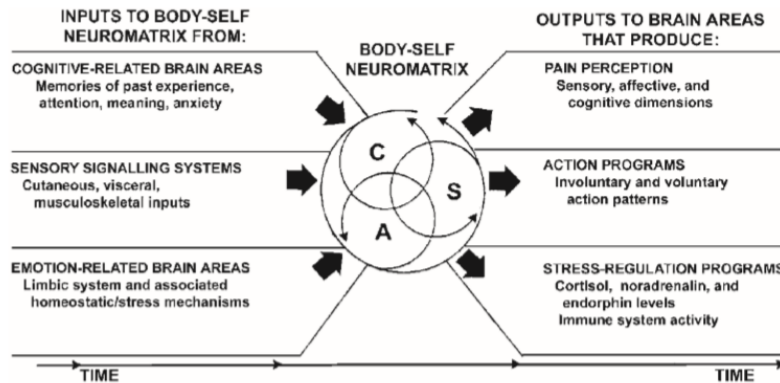 INPUTS TO BODY-SELF
NEUROMATRIX FROM:
COGNITIVE-RELATED BRAIN AREAS
Memories of past experience,
attention, meaning, anxiety
SENSORY SIGNALLING SYSTEMS
Cutaneous, visceral,
musculoskeletal inputs
EMOTION-RELATED BRAIN AREAS
Limbic system and associated
homeostatic/stress mechanisms
TIME
BODY-SELF
NEUROMATRIX
C
S
A
OUTPUTS TO BRAIN AREAS
THAT PRODUCE:
PAIN PERCEPTION
Sensory, affective, and
cognitive dimensions
ACTION PROGRAMS
Involuntary and voluntary
action patterns
STRESS-REGULATION PROGRAMS
Cortisol, noradrenalin, and
endorphin levels
Immune system activity
TIME